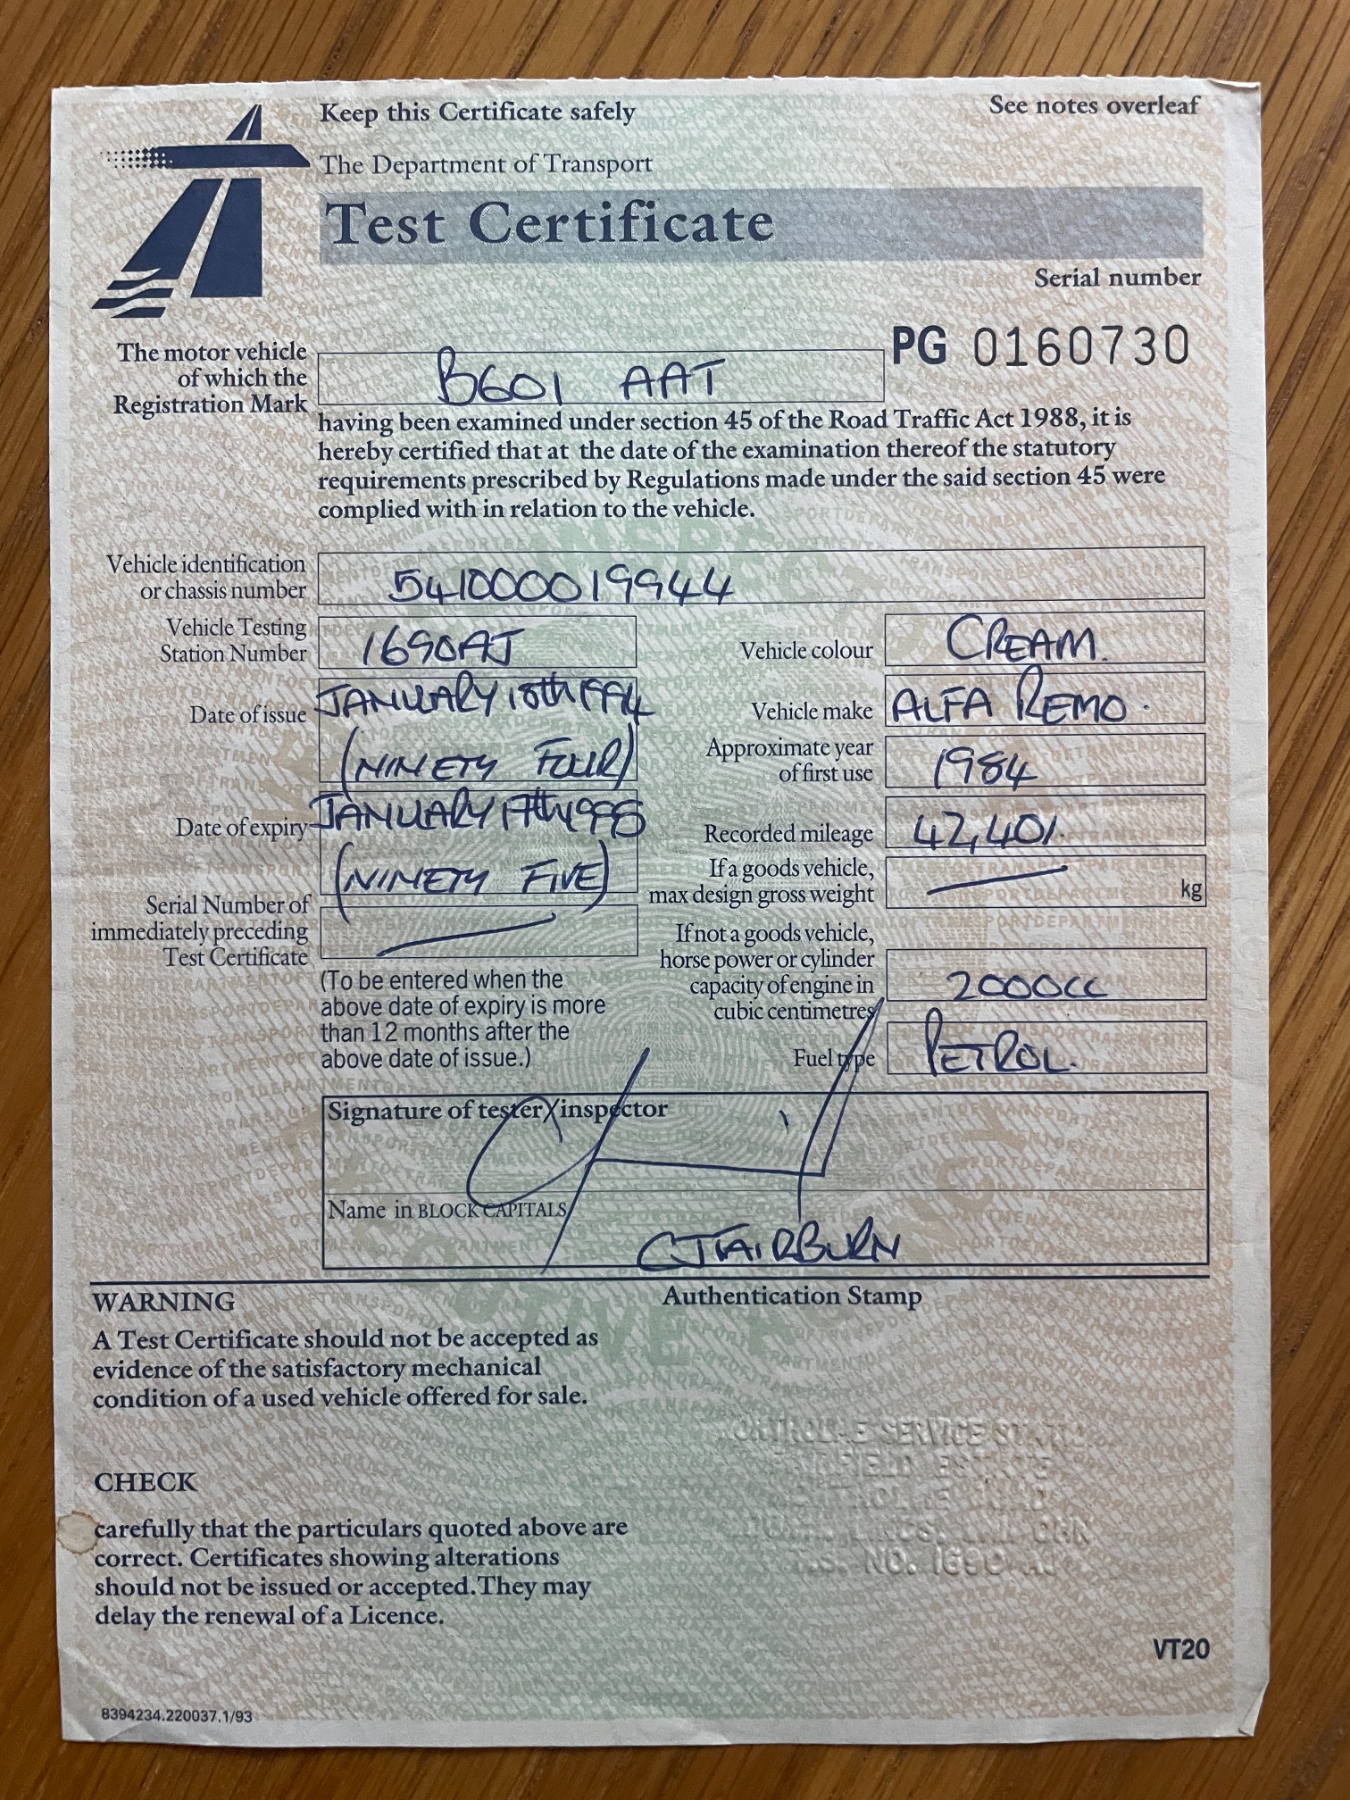 Keep this Certificate safely
See notes overleaf
The Department of Transport
Test Certificate
Serial number
PG 0160730
The motor vehicle
of which the
Registration Mark
B601 AAT
having been examined under section 45 of the Road Traffic Act 1988, it is
hereby certified that at the date of the examination thereof the statutory
requirements prescribed by Regulations made under the said section 45 were
complied with in relation to the vehicle.
Vehicle identification
or chassis number
541000019944
Vehicle Testing
Station Number
1690AJ
Date of issue
JANUARY 18th 1994
(NINETY FOUR)
Date of expiry
JANUARY 17th 1995
(NINETY FIVE)
Serial Number of
immediately preceding
Test Certificate
(To be entered when the
above date of expiry is more
than 12 months after the
above date of issue.)
Vehicle colour
CREAM.
Vehicle make
ALFA REMO.
Approximate year
of first use
1984
Recorded mileage
42,401.
If a goods vehicle,
max design gross weight
kg
If not a goods vehicle,
horse power or cylinder
capacity of engine in
cubic centimetres
2000cc
Fuel type
PETROL.
Signature of tester/inspector
Name in BLOCK CAPITALS
CJ FAIRBURN
WARNING
A Test Certificate should not be accepted as
evidence of the satisfactory mechanical
condition of a used vehicle offered for sale.
Authentication Stamp
SERVICE
NO. 1690 AJ
CHECK
carefully that the particulars quoted above are
correct. Certificates showing alterations
should not be issued or accepted. They may
delay the renewal of a Licence.
VT20
8394234.220037.1/93